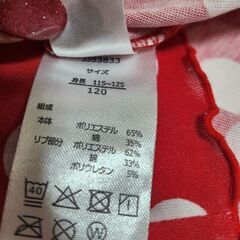 サイズ
身長 115~125
120
組成
本体 ポリエステル 65%
綿 35%
リブ部分 ポリエステル 62%
綿 33%
ポリウレタン 5%
40